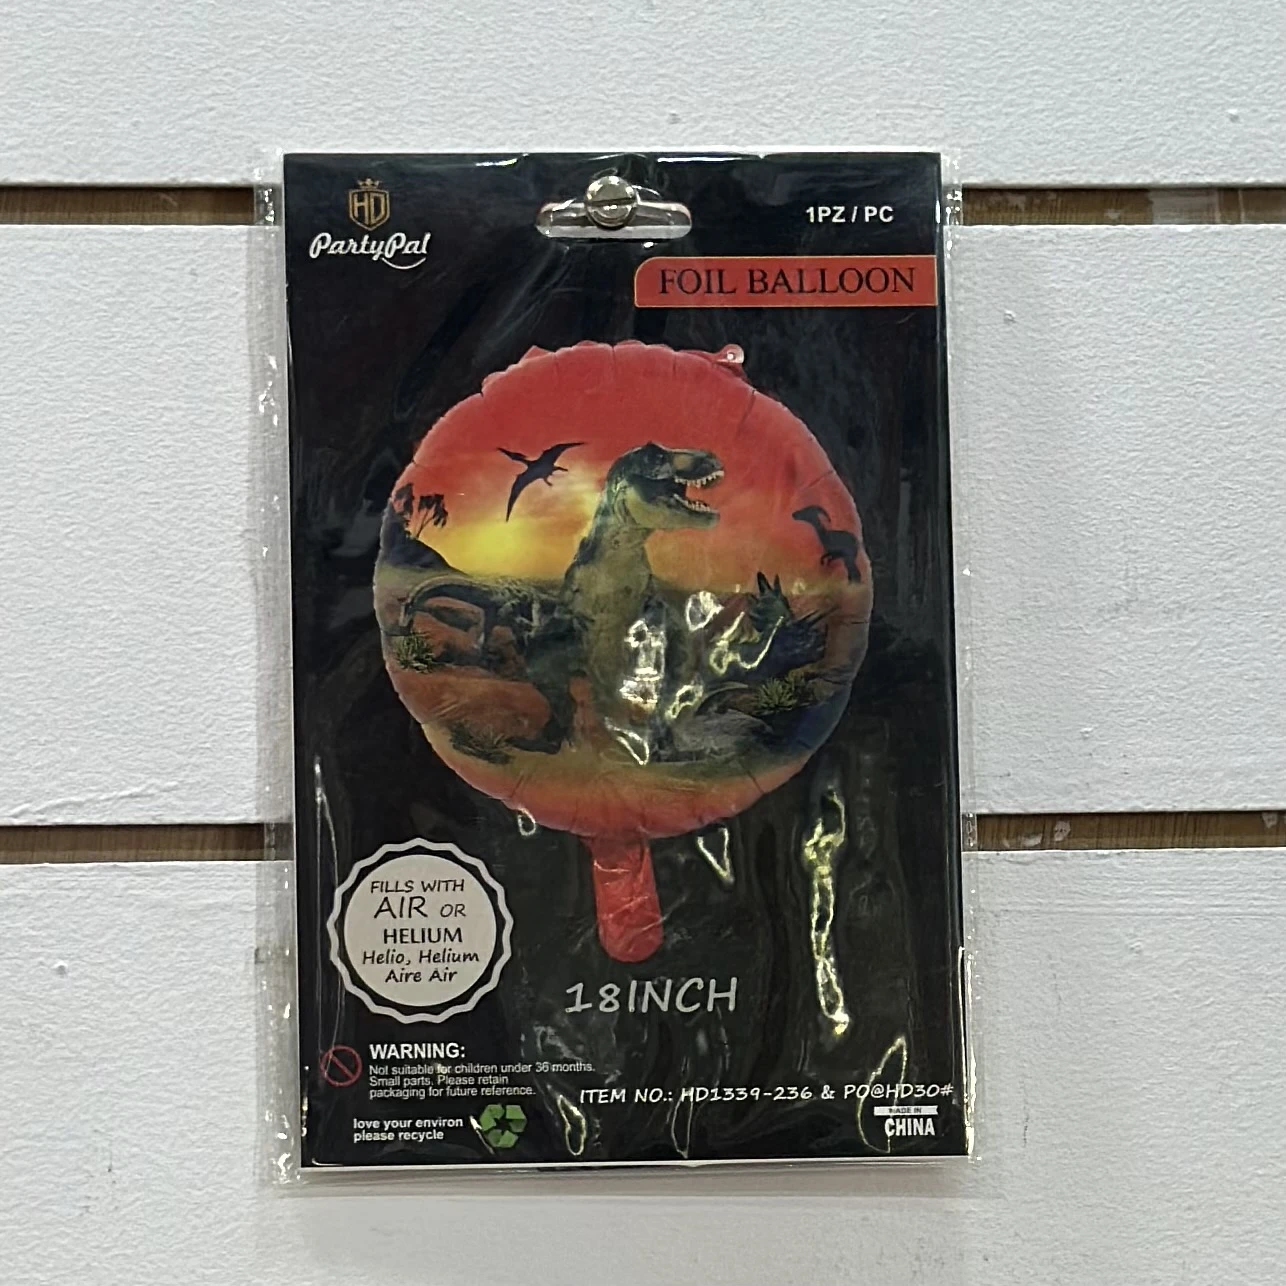 HD
PartyPal
1PZ / PC
FOIL BALLOON
FILLS WITH
AIR OR
HELIUM
Helio, Helium
Aire Air
18INCH
WARNING:
Not suitable for children under 36 months.
Small parts. Please retain
packaging for future reference.
ITEM NO.: HD1339-236 & PO@HD30#
love your environ
please recycle
MADE IN
CHINA